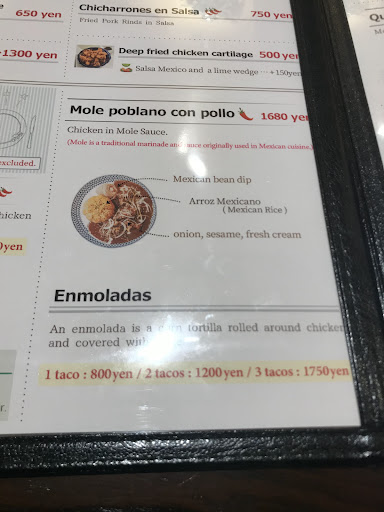 650 yen
+1300 yen
excluded.
chicken
0yen
r.
Chicharrones en Salsa 750 yen
Fried Pork Rinds in Salsa
Deep fried chicken cartilage 500 yen
Salsa Mexico and a lime wedge … +150yen
Mole poblano con pollo 1680 yen
Chicken in Mole Sauce.
(Mole is a traditional marinade and sauce originally used in Mexican cuisine.)
Mexican bean dip
Arroz Mexicano
( Mexican Rice )
onion, sesame, fresh cream
Enmoladas
An enmolada is a corn tortilla rolled around chicken
and covered with
1 taco : 800yen / 2 tacos : 1200yen / 3 tacos : 1750yen
Qu